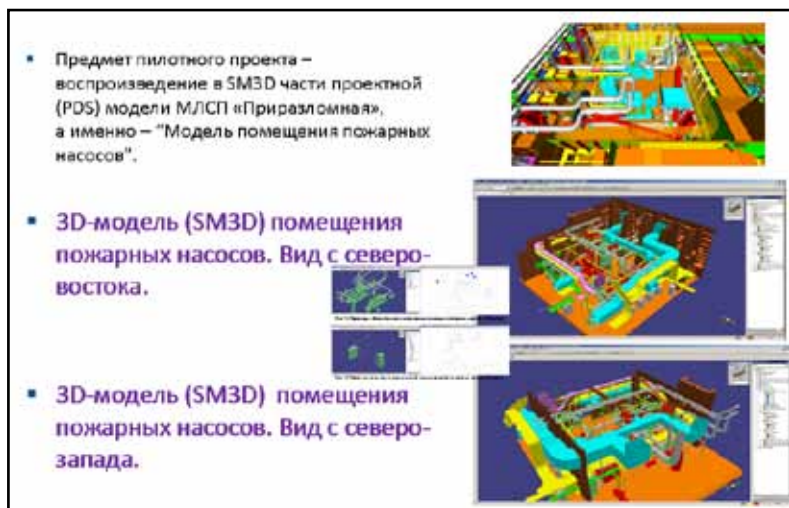 Предмет пилотного проекта –
воспроизведение в SM3D части проектной
(PDS) модели МЛСП «Приразломная»,
а именно – “Модель помещения пожарных
насосов”.
3D-модель (SM3D) помещения
пожарных насосов. Вид с северо-
востока.
3D-модель (SM3D) помещения
пожарных насосов. Вид с северо-
запада.